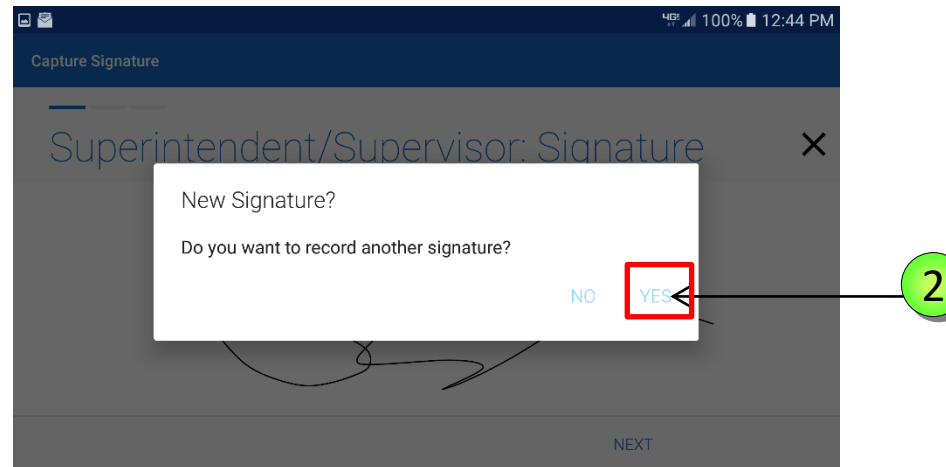 4G 100% 12:44 PM
Capture Signature
Superintendent/Supervisor: Signature
New Signature?
Do you want to record another signature?
NO YES
2
NEXT